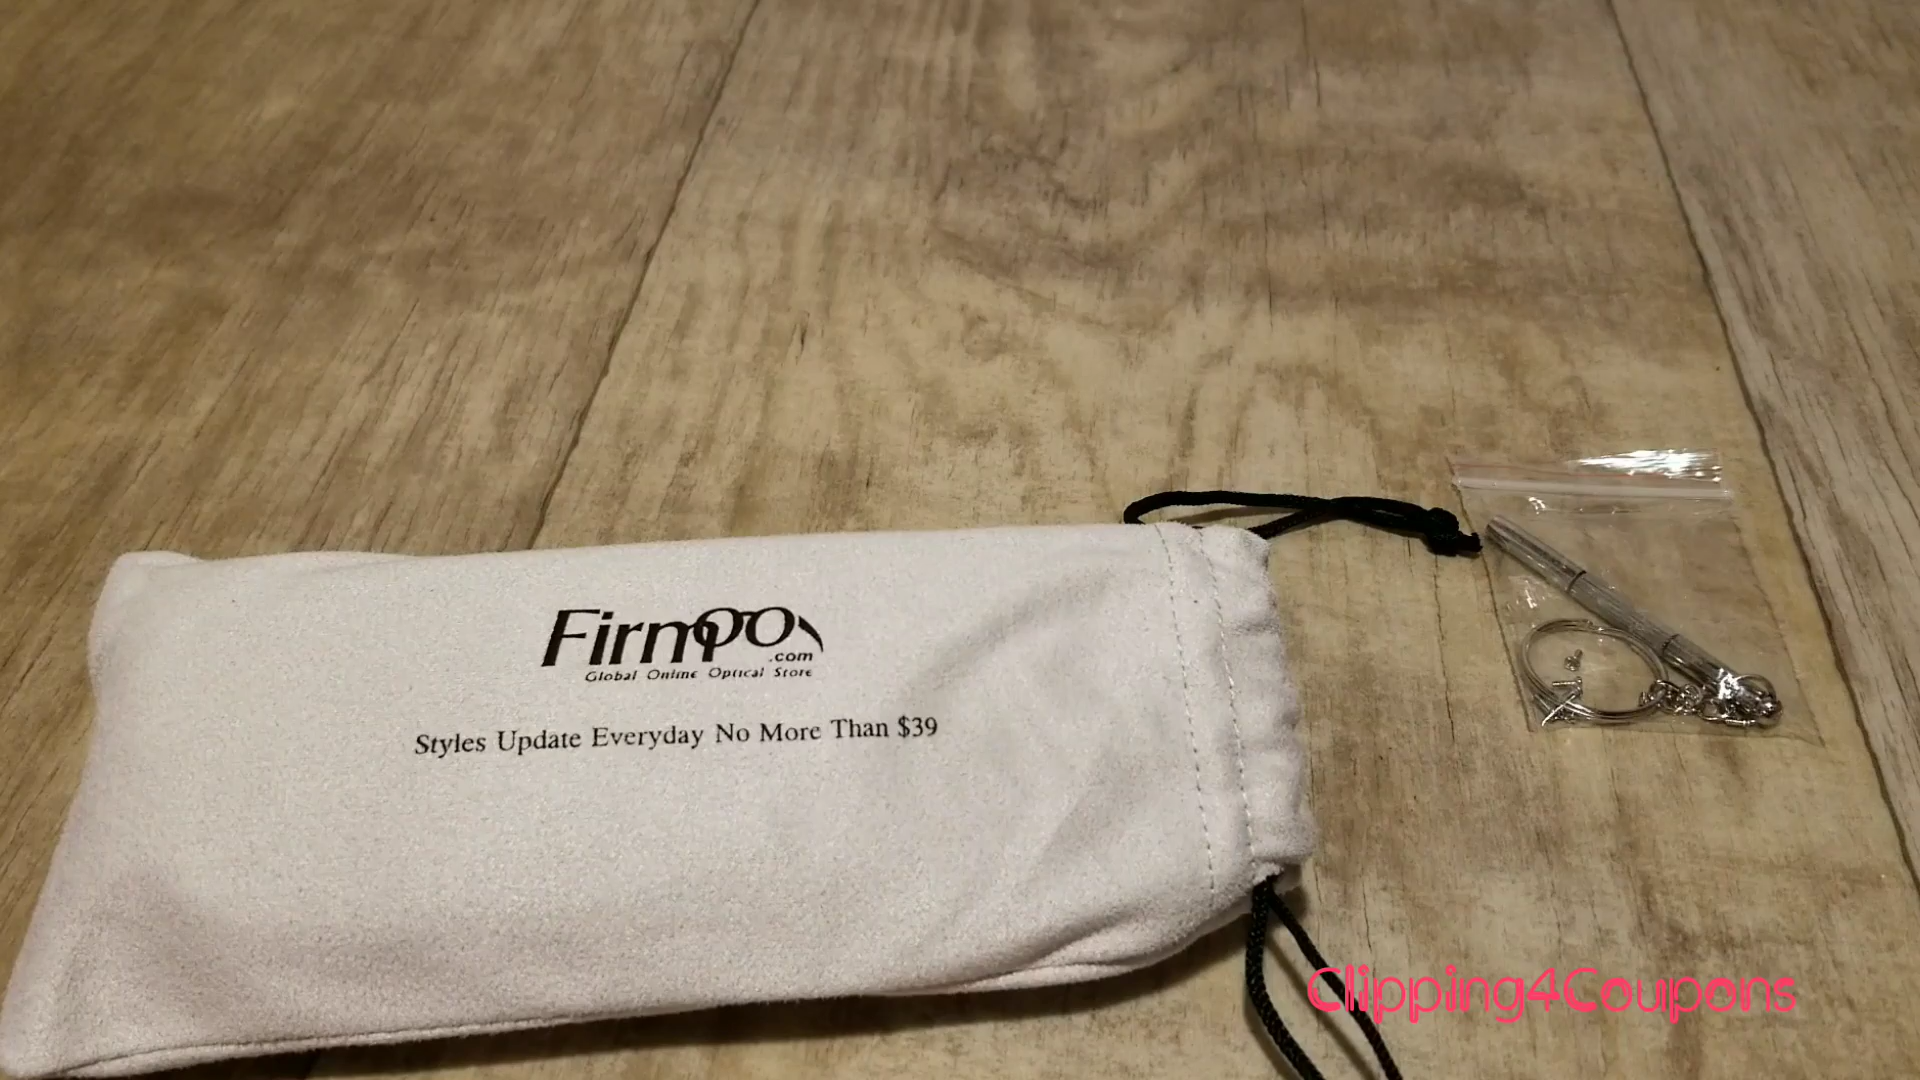 Firmoo
.com
Global Online Optical Store
Styles Update Everyday No More Than $39
Clipping4Coupons